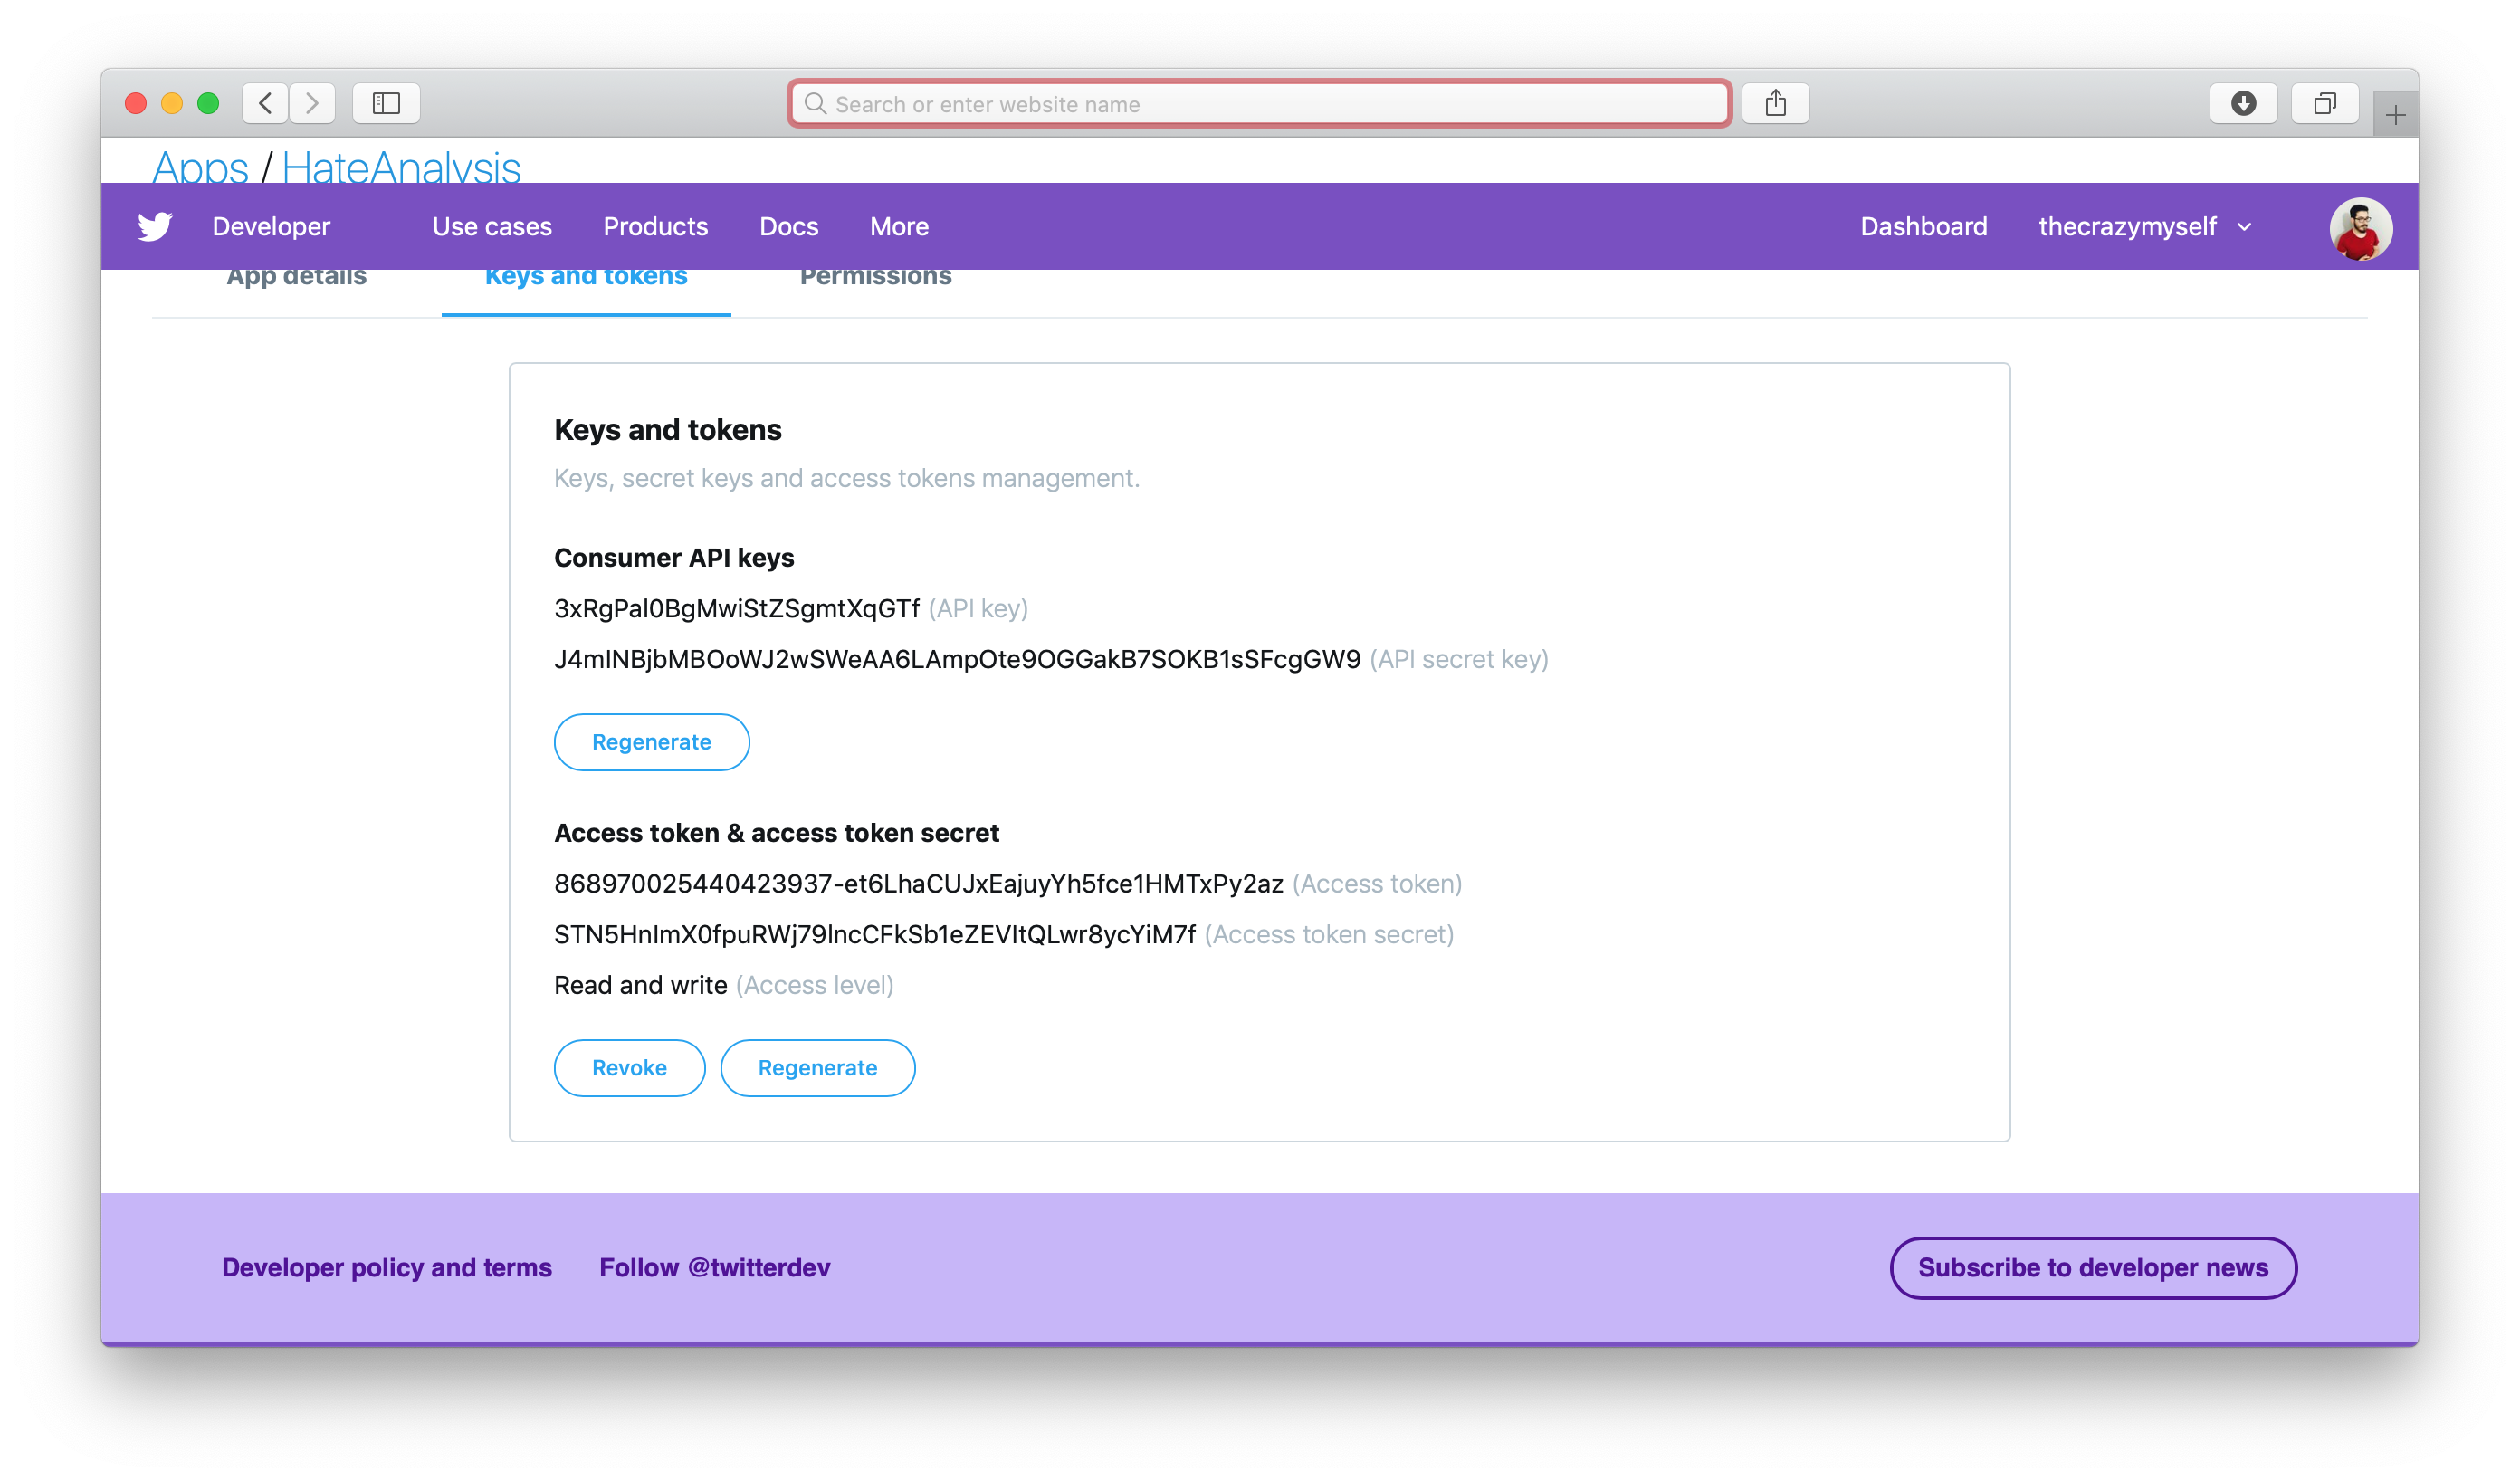 Search or enter website name
Apps / HateAnalysis
Developer Use cases Products Docs More Dashboard thecrazymyself
App details Keys and tokens Permissions
Keys and tokens
Keys, secret keys and access tokens management.
Consumer API keys
3xRgPal0BgMwiStZSgmtXqGTf (API key)
J4mINBjbMBOoWJ2wSWeAA6LAmpOte9OGGakB7SOKB1sSFcgGW9 (API secret key)
Regenerate
Access token & access token secret
868970025440423937-et6LhaCUJxEajuyYh5fce1HMTxPy2az (Access token)
STN5HnImX0fpuRWj79lncCFkSb1eZEVltQLwr8ycYiM7f (Access token secret)
Read and write (Access level)
Revoke Regenerate
Developer policy and terms Follow @twitterdev Subscribe to developer news